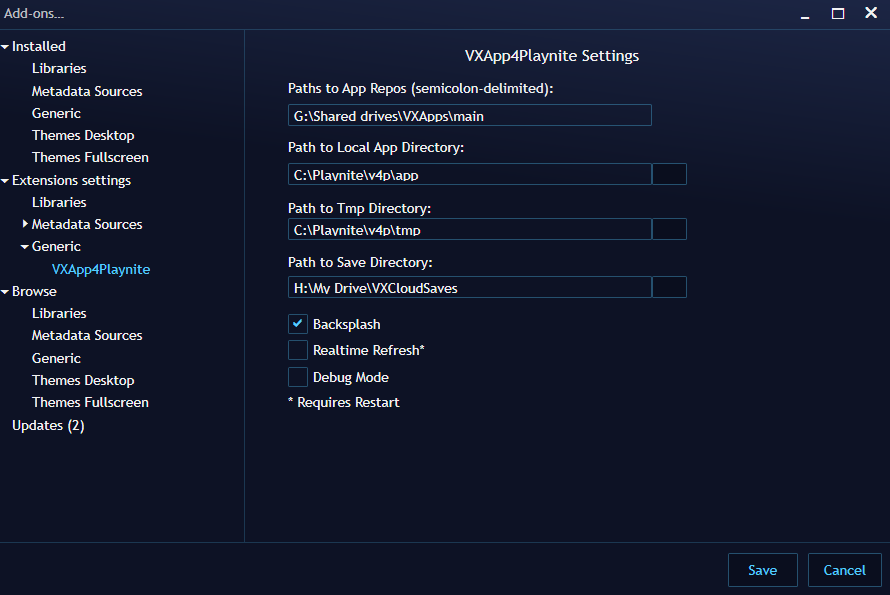 Add-ons...
Installed
Libraries
Metadata Sources
Generic
Themes Desktop
Themes Fullscreen
Extensions settings
Libraries
Metadata Sources
Generic
VXApp4Playnite
Browse
Libraries
Metadata Sources
Generic
Themes Desktop
Themes Fullscreen
Updates (2)
VXApp4Playnite Settings
Paths to App Repos (semicolon-delimited):
G:\Shared drives\VXApps\main
Path to Local App Directory:
C:\Playnite\v4p\app
Path to Tmp Directory:
C:\Playnite\v4p\tmp
Path to Save Directory:
H:\My Drive\VXCloudSaves
Backsplash
Realtime Refresh*
Debug Mode
* Requires Restart
Save
Cancel